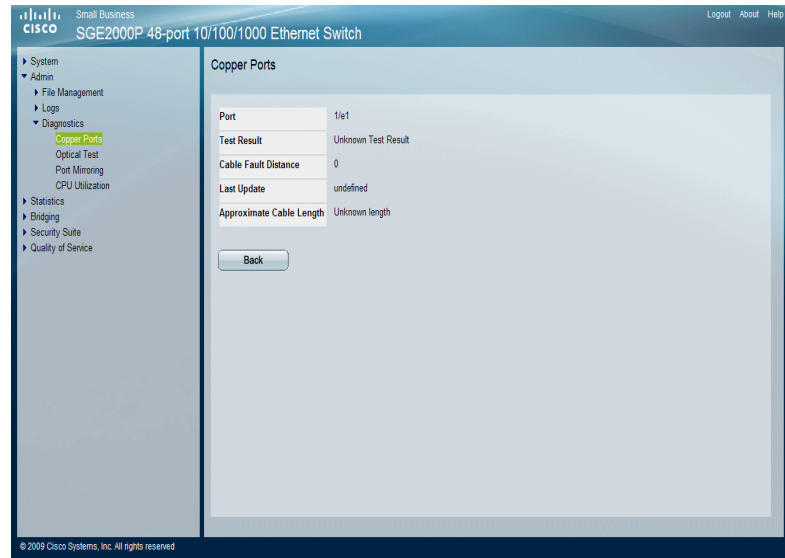 Small Business
cisco SGE2000P 48-port 10/100/1000 Ethernet Switch
Logout About Help
System
Admin
File Management
Logs
Diagnostics
Copper Ports
Optical Test
Port Mirroring
CPU Utilization
Statistics
Bridging
Security Suite
Quality of Service
Copper Ports
Port 1/e1
Test Result Unknown Test Result
Cable Fault Distance 0
Last Update undefined
Approximate Cable Length Unknown length
Back
© 2009 Cisco Systems, Inc. All rights reserved